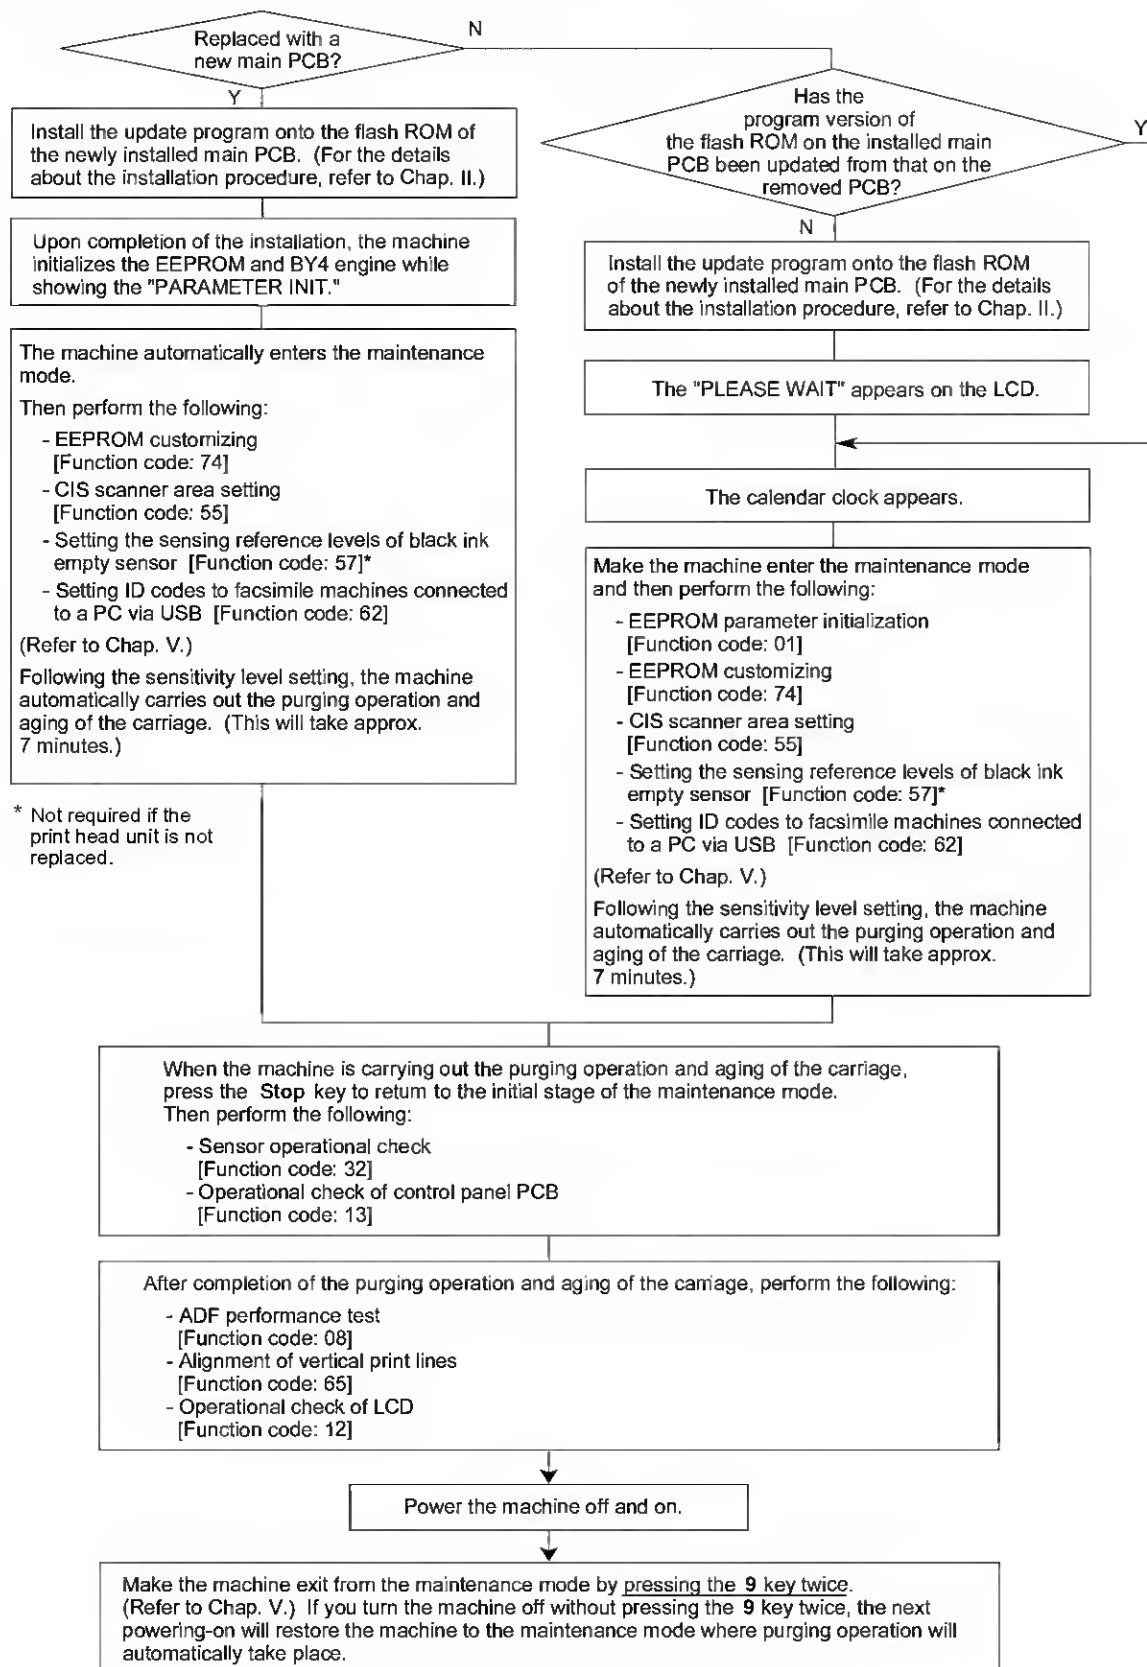 Replaced with a
new main PCB?
N
Y
Install the update program onto the flash ROM of
the newly installed main PCB. (For the details
about the installation procedure, refer to Chap. II.)
Upon completion of the installation, the machine
initializes the EEPROM and BY4 engine while
showing the "PARAMETER INIT."
The machine automatically enters the maintenance
mode.
Then perform the following:
- EEPROM customizing
[Function code: 74]
- CIS scanner area setting
[Function code: 55]
- Setting the sensing reference levels of black ink
empty sensor [Function code: 57]*
- Setting ID codes to facsimile machines connected
to a PC via USB [Function code: 62]
(Refer to Chap. V.)
Following the sensitivity level setting, the machine
automatically carries out the purging operation and
aging of the carriage. (This will take approx.
7 minutes.)
* Not required if the
print head unit is not
replaced.
Has the
program version of
the flash ROM on the installed main
PCB been updated from that on the
removed PCB?
Y
N
Install the update program onto the flash ROM
of the newly installed main PCB. (For the details
about the installation procedure, refer to Chap. II.)
The "PLEASE WAIT" appears on the LCD.
The calendar clock appears.
Make the machine enter the maintenance mode
and then perform the following:
- EEPROM parameter initialization
[Function code: 01]
- EEPROM customizing
[Function code: 74]
- CIS scanner area setting
[Function code: 55]
- Setting the sensing reference levels of black ink
empty sensor [Function code: 57]*
- Setting ID codes to facsimile machines connected
to a PC via USB [Function code: 62]
(Refer to Chap. V.)
Following the sensitivity level setting, the machine
automatically carries out the purging operation and
aging of the carriage. (This will take approx.
7 minutes.)
When the machine is carrying out the purging operation and aging of the carriage,
press the Stop key to return to the initial stage of the maintenance mode.
Then perform the following:
- Sensor operational check
[Function code: 32]
- Operational check of control panel PCB
[Function code: 13]
After completion of the purging operation and aging of the carriage, perform the following:
- ADF performance test
[Function code: 08]
- Alignment of vertical print lines
[Function code: 65]
- Operational check of LCD
[Function code: 12]
Power the machine off and on.
Make the machine exit from the maintenance mode by pressing the 9 key twice.
(Refer to Chap. V.) If you turn the machine off without pressing the 9 key twice, the next
powering-on will restore the machine to the maintenance mode where purging operation will
automatically take place.